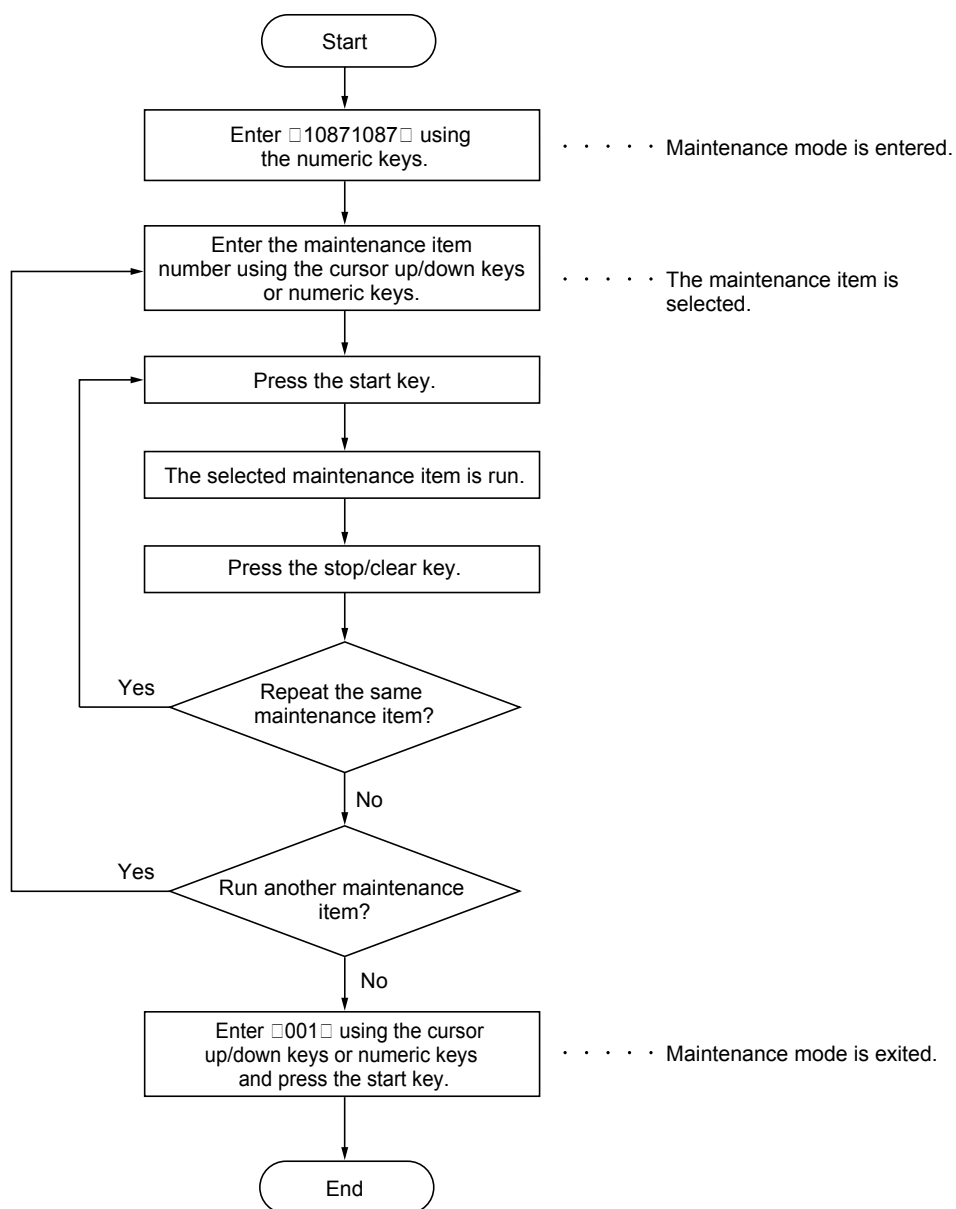 Start
Enter □10871087□ using
the numeric keys.
· · · · · Maintenance mode is entered.
Enter the maintenance item
number using the cursor up/down keys
or numeric keys.
· · · · · The maintenance item is
selected.
Press the start key.
The selected maintenance item is run.
Press the stop/clear key.
Yes
Repeat the same
maintenance item?
No
Yes
Run another maintenance
item?
No
Enter □001□ using the cursor
up/down keys or numeric keys
and press the start key.
· · · · · Maintenance mode is exited.
End